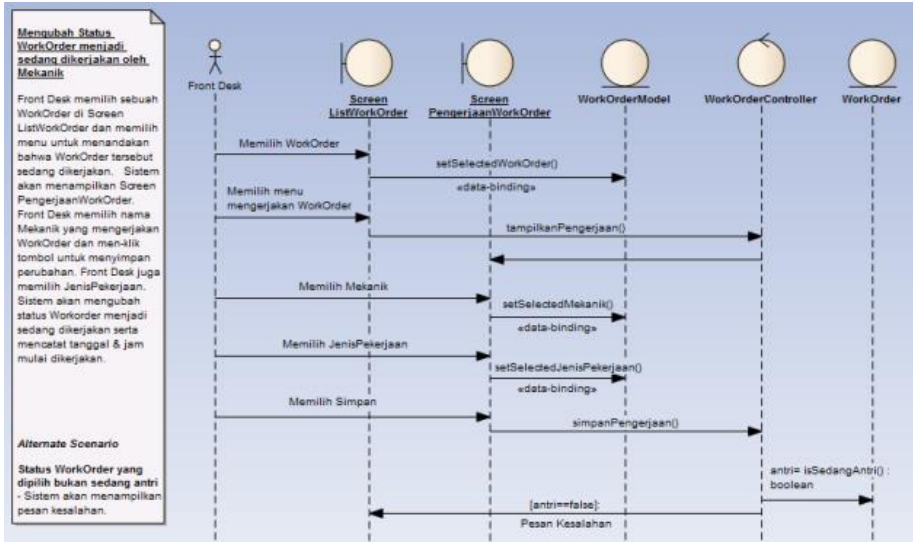 Mengubah Status
WorkOrder menjadi
sedang dikerjakan oleh
Mekanik
Front Desk memilih sebuah
WorkOrder di Screen
ListWorkOrder dan memilih
menu untuk menandakan
bahwa WorkOrder tersebut
sedang dikerjakan. Sistem
akan menampilkan Screen
PengerjaanWorkOrder.
Front Desk memilih nama
Mekanik yang mengerjakan
WorkOrder dan men-klik
tombol untuk menyimpan
perubahan. Front Desk juga
memilih JenisPekerjaan.
Sistem akan mengubah
status Workorder menjadi
sedang dikerjakan serta
mencatat tanggal & jam
mulai dikerjakan.
Alternate Scenario
Status WorkOrder yang
dipilih bukan sedang antri
- Sistem akan menampilkan
pesan kesalahan.
Front Desk
Screen
ListWorkOrder
Screen
PengerjaanWorkOrder
WorkOrderModel
WorkOrderController
WorkOrder
Memilih WorkOrder
setSelectedWorkOrder()
«data-binding»
Memilih menu
mengerjakan WorkOrder
tampilkanPengerjaan()
Memilih Mekanik
setSelectedMekanik()
«data-binding»
Memilih JenisPekerjaan
setSelectedJenisPekerjaan()
«data-binding»
Memilih Simpan
simpanPengerjaan()
antri= isSedangAntri() :
boolean
[antri==false]:
Pesan Kesalahan